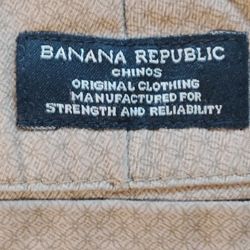 BANANA REPUBLIC
CHINOS
ORIGINAL CLOTHING
MANUFACTURED FOR
STRENGTH AND RELIABILITY